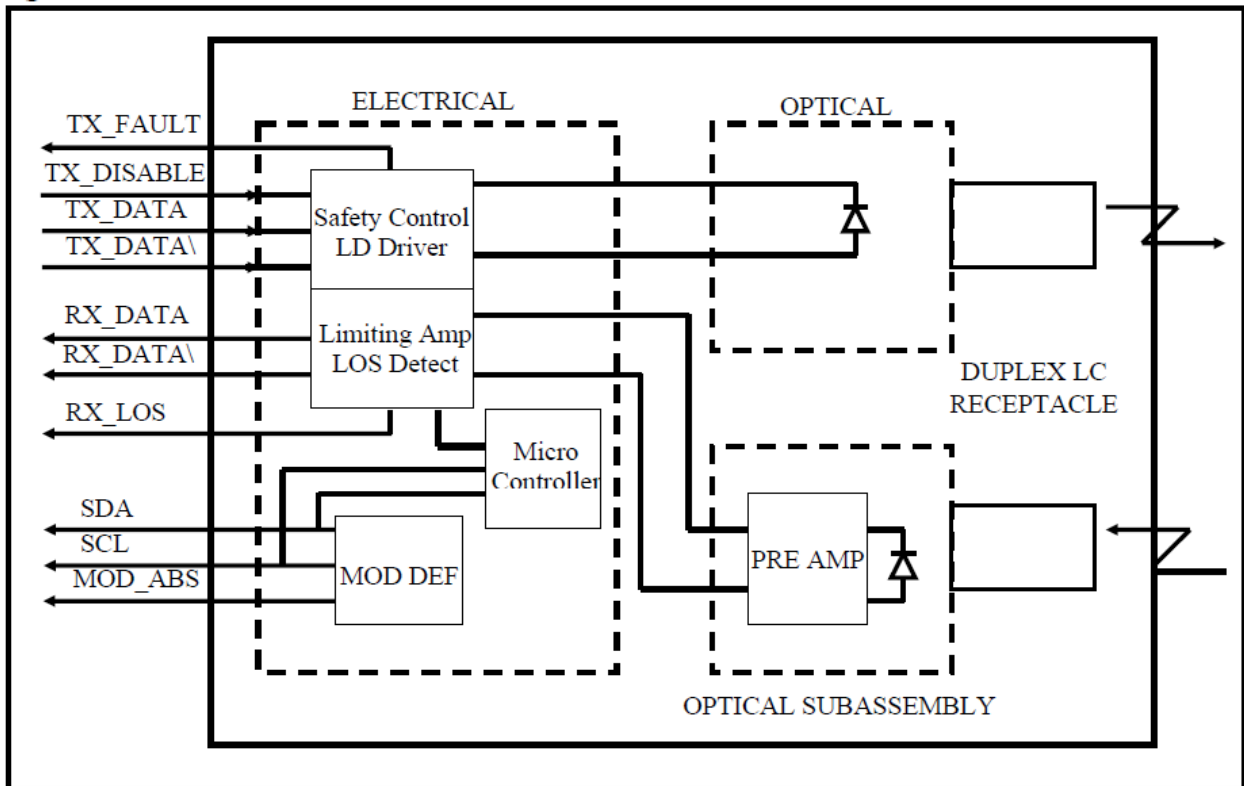 ELECTRICAL
OPTICAL
TX_FAULT
TX_DISABLE
TX_DATA
TX_DATA\
Safety Control
LD Driver
RX_DATA
RX_DATA\
Limiting Amp
LOS Detect
DUPLEX LC
RECEPTACLE
RX_LOS
Micro
Controller
SDA
SCL
MOD_ABS
MOD DEF
PRE AMP
OPTICAL SUBASSEMBLY